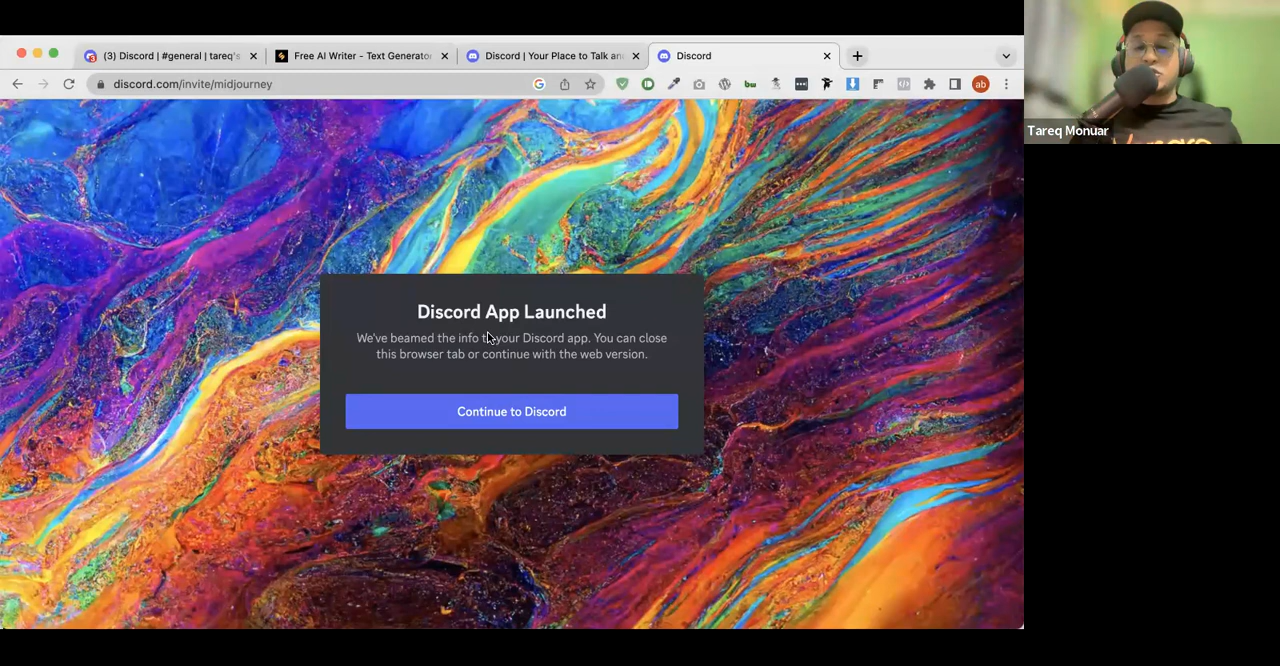 (3) Discord | #general | tareq's
Free AI Writer - Text Generator
Discord | Your Place to Talk an
Discord
discord.com/invite/midjourney
bw
ab
Tareq Monuar
Discord App Launched
We've beamed the info to your Discord app. You can close
this browser tab or continue with the web version.
Continue to Discord